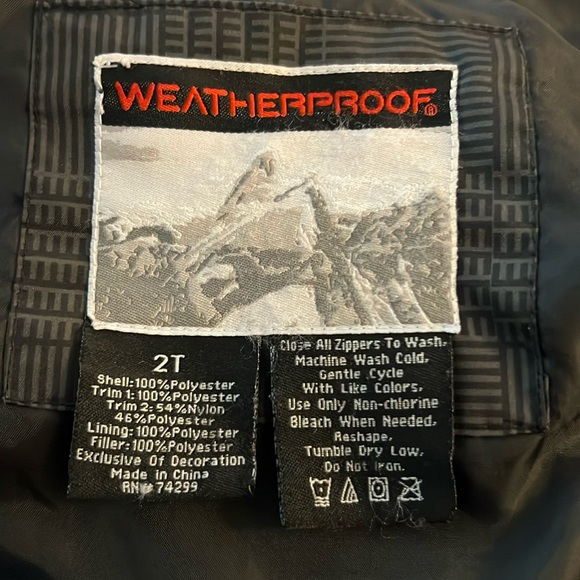 WEATHERPROOF®
2T
Shell:100%Polyester
Trim 1: 100%Polyester
Trim 2: 54%Nylon
46%Polyester
Lining: 100%Polyester
Filler: 100%Polyester
Exclusive Of Decoration
Made in China
RN# 74299
Close All Zippers To Wash,
Machine Wash Cold,
Gentle Cycle
With Like Colors,
Use Only Non-chlorine
Bleach When Needed,
Reshape,
Tumble Dry Low,
Do Not Iron.